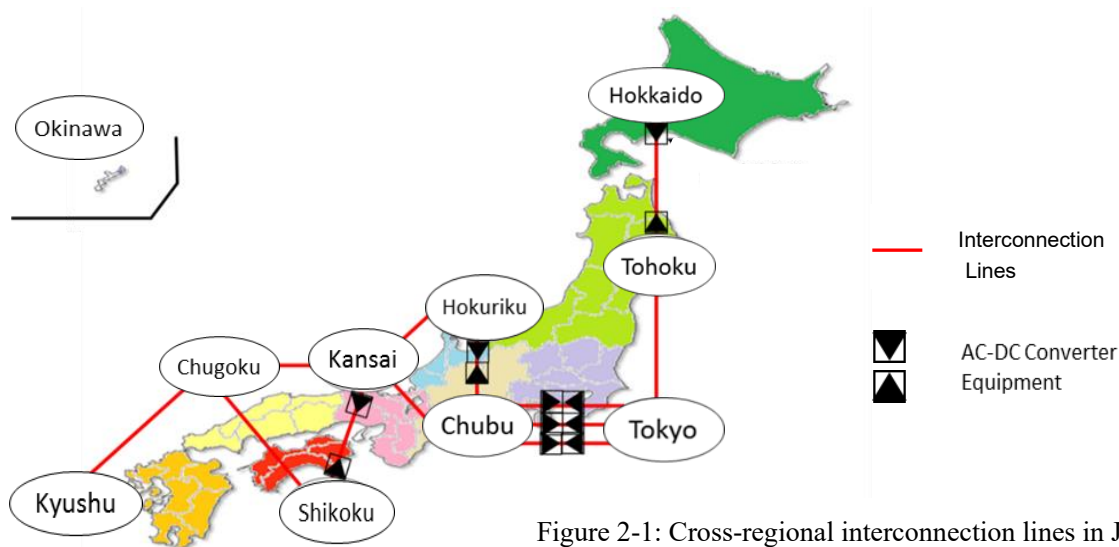 Hokkaido
Okinawa
Tohoku
Interconnection
Lines
Hokuriku
Chugoku
Kansai
AC-DC Converter
Equipment
Chubu
Tokyo
Kyushu
Shikoku
Figure 2-1: Cross-regional interconnection lines in J